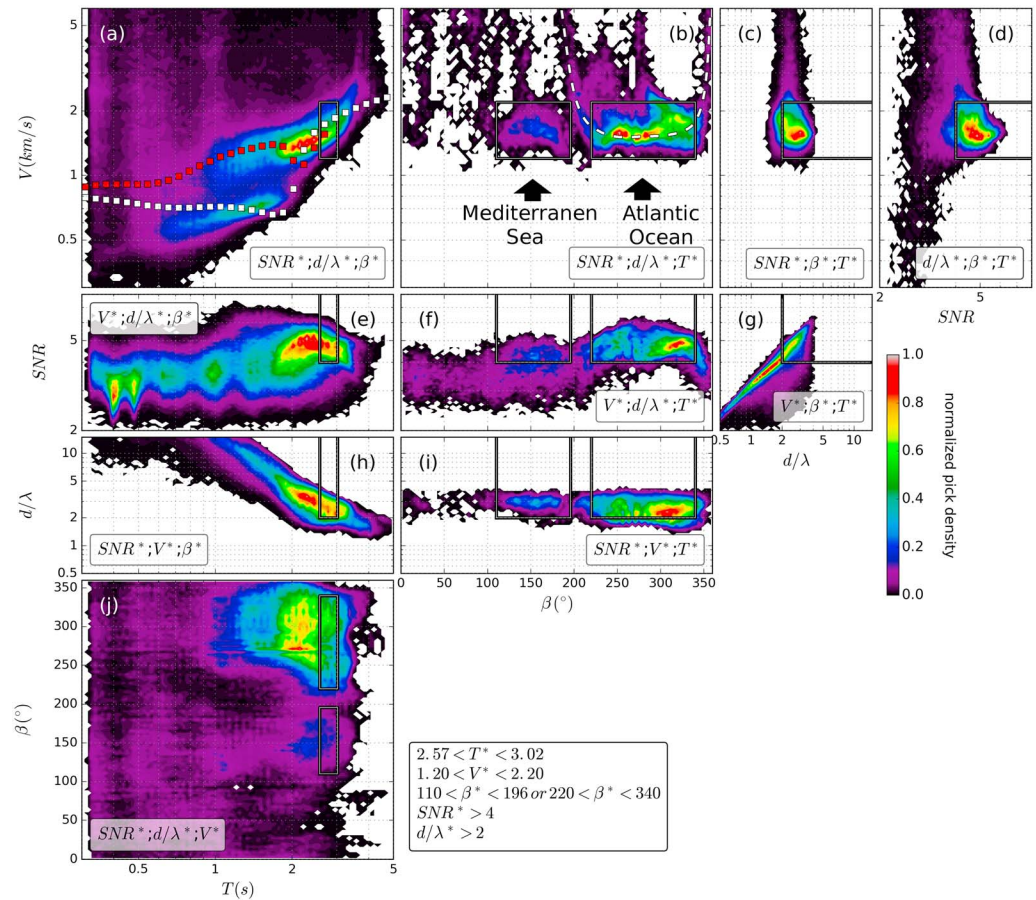 (a)
(b)
(c)
(d)
5
2
1
0.5
V(km/s)
Mediterranen
Sea
Atlantic
Ocean
SNR*;d/λ*;β*
SNR*;d/λ*;T*
SNR*;β*;T*
d/λ*;β*;T*
2
5
SNR
V*;d/λ*;β*
(e)
(f)
(g)
5
2
SNR
V*;d/λ*;T*
V*;β*;T*
0.5 1 2 5 10
d/λ
1.0
0.8
0.6
0.4
0.2
0.0
normalized pick density
(h)
(i)
10
5
2
1
0.5
d/λ
SNR*;V*;β*
SNR*;V*;T*
0 50 100 150 200 250 300 350
β(°)
(j)
350
300
250
200
150
100
50
0
β(°)
SNR*;d/λ*;V*
0.5 1 2 5
T(s)
2.57<T*<3.02
1.20<V*<2.20
110<β*<196 or 220<β*<340
SNR*>4
d/λ*>2